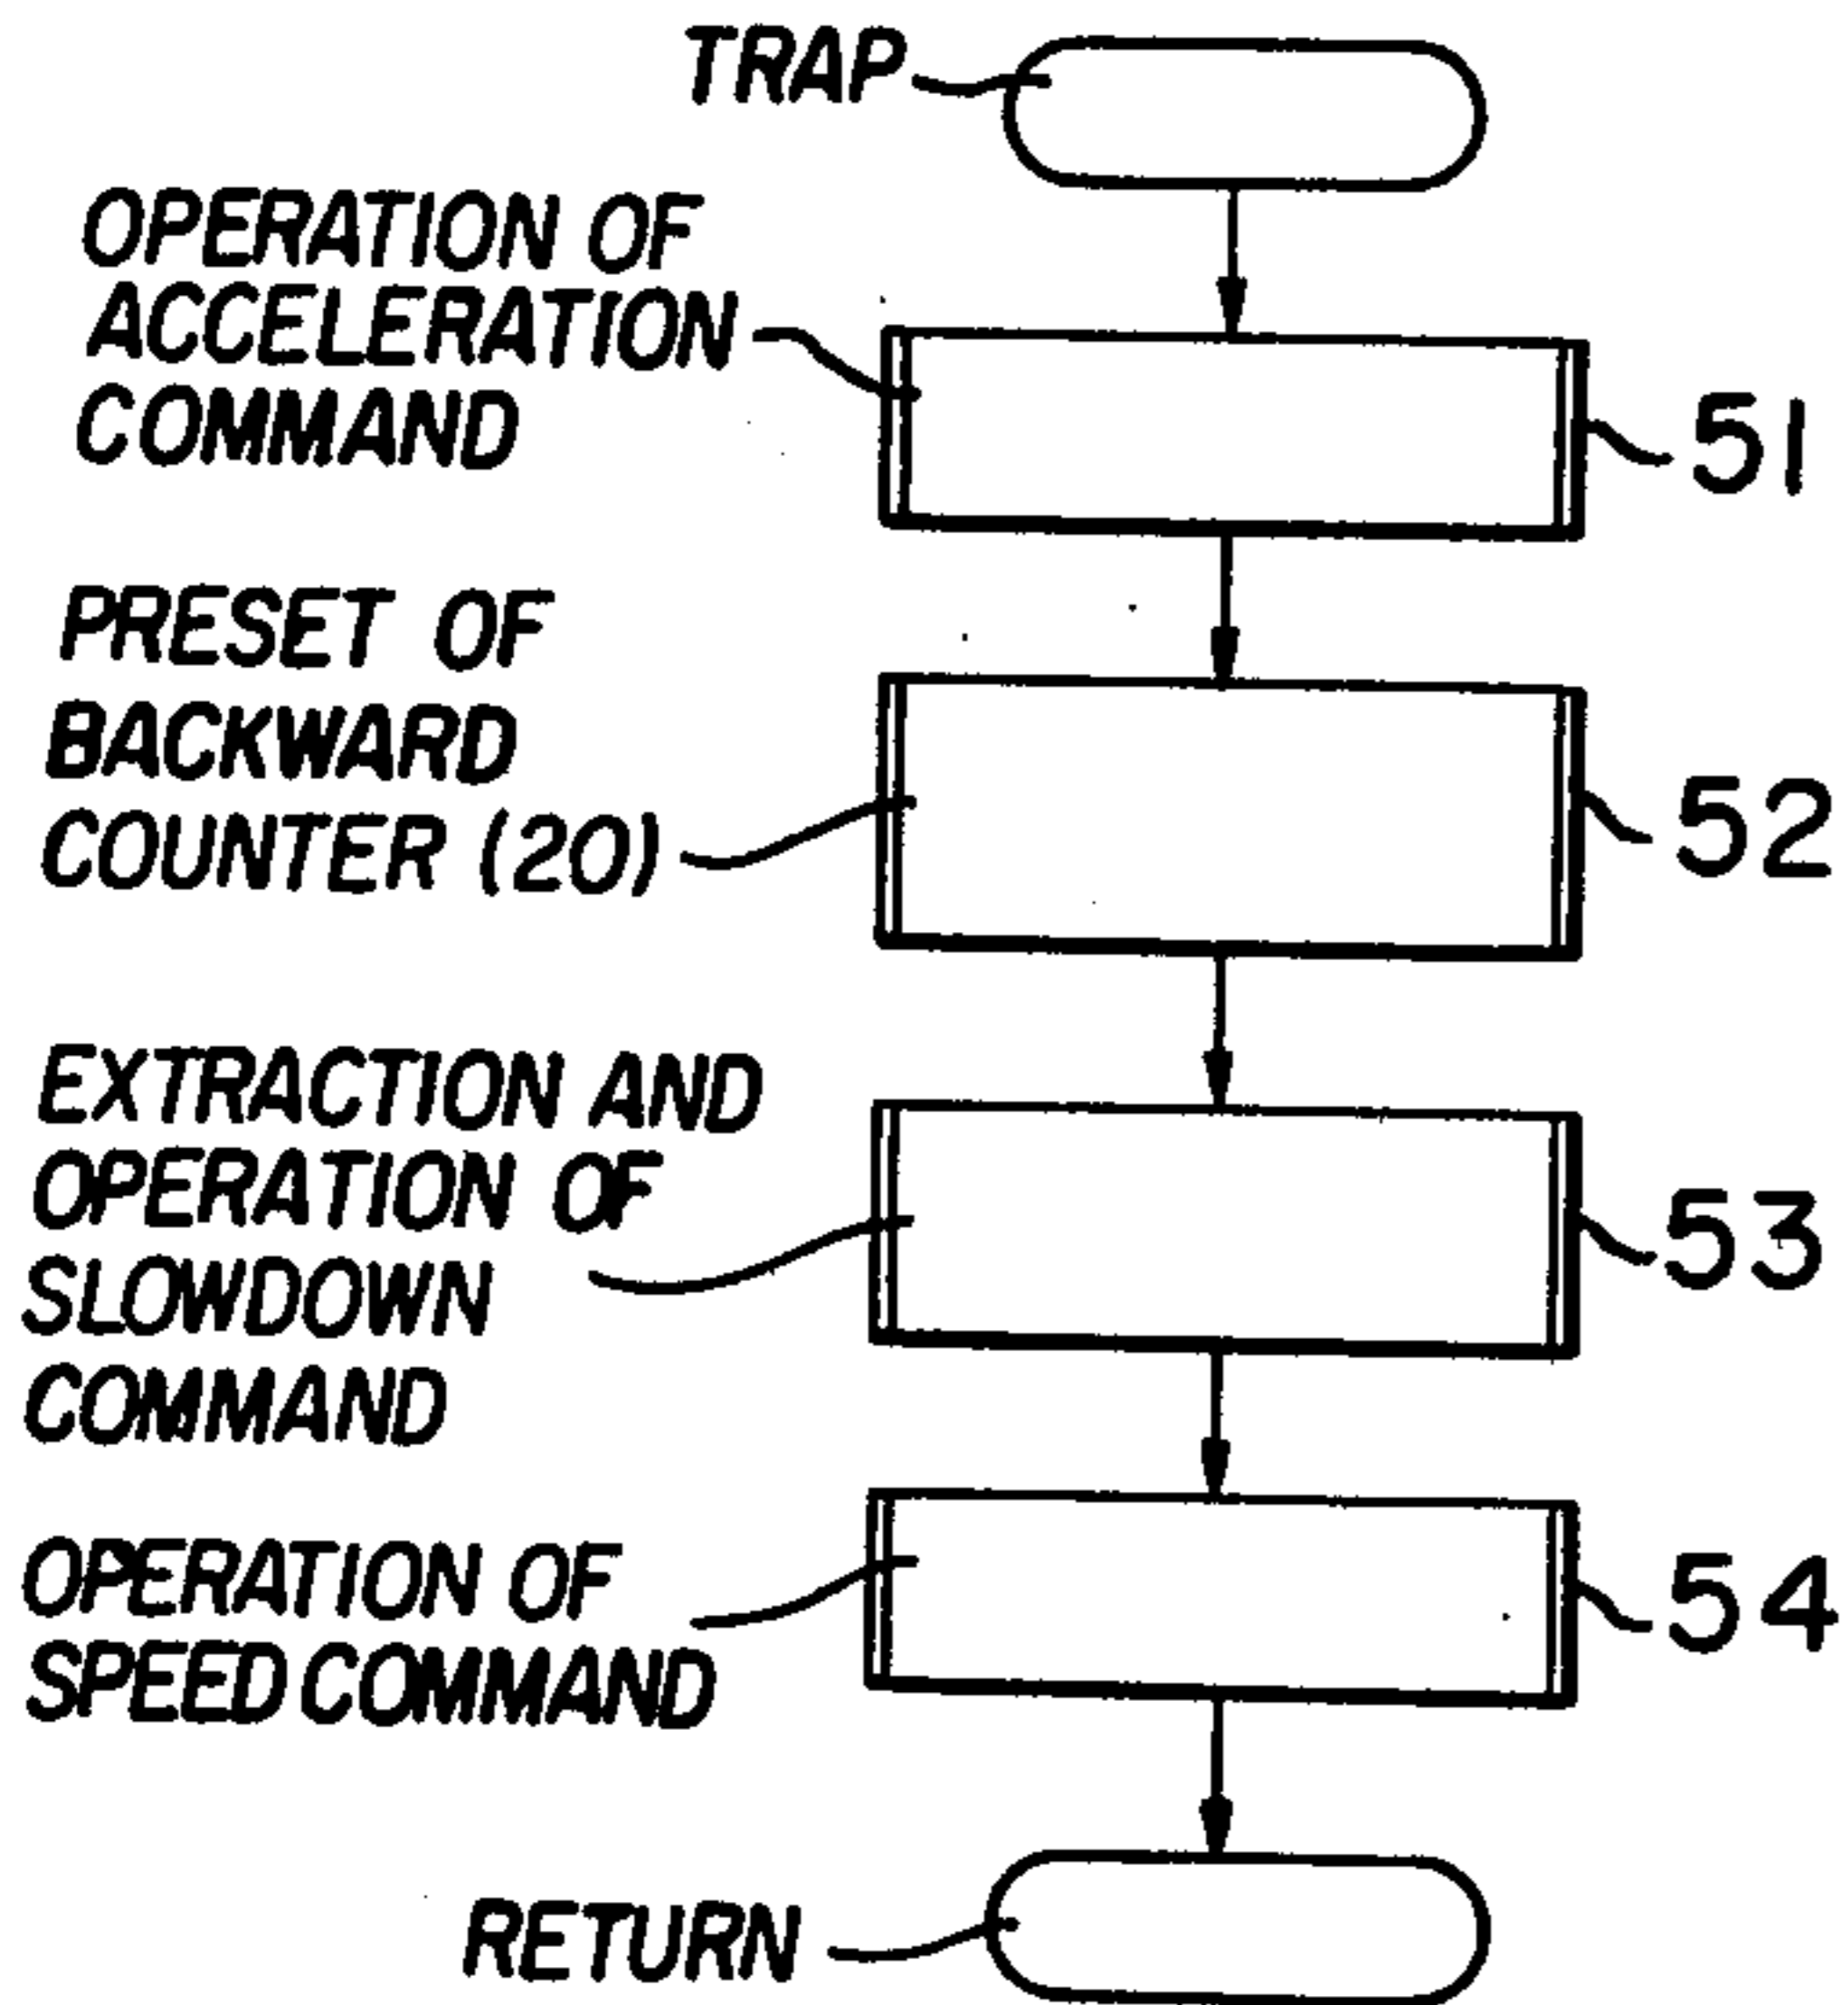 TRAP
OPERATION OF
ACCELERATION
COMMAND
51
PRESET OF
BACKWARD
COUNTER (20)
52
EXTRACTION AND
OPERATION OF
SLOWDOWN
COMMAND
53
OPERATION OF
SPEED COMMAND
54
RETURN